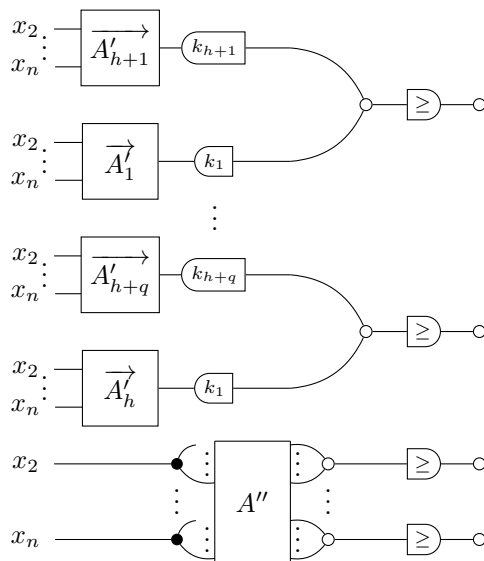 x₂ ⋮ xₙ A′ₕ₊₁ kₕ₊₁ ≥
x₂ ⋮ xₙ A′₁ k₁
⋮
x₂ ⋮ xₙ A′ₕ₊q kₕ₊q ≥
x₂ ⋮ xₙ A′ₕ k₁
x₂ ⋮ ⋮ ≥
⋮ A″ ⋮
xₙ ⋮ ⋮ ≥